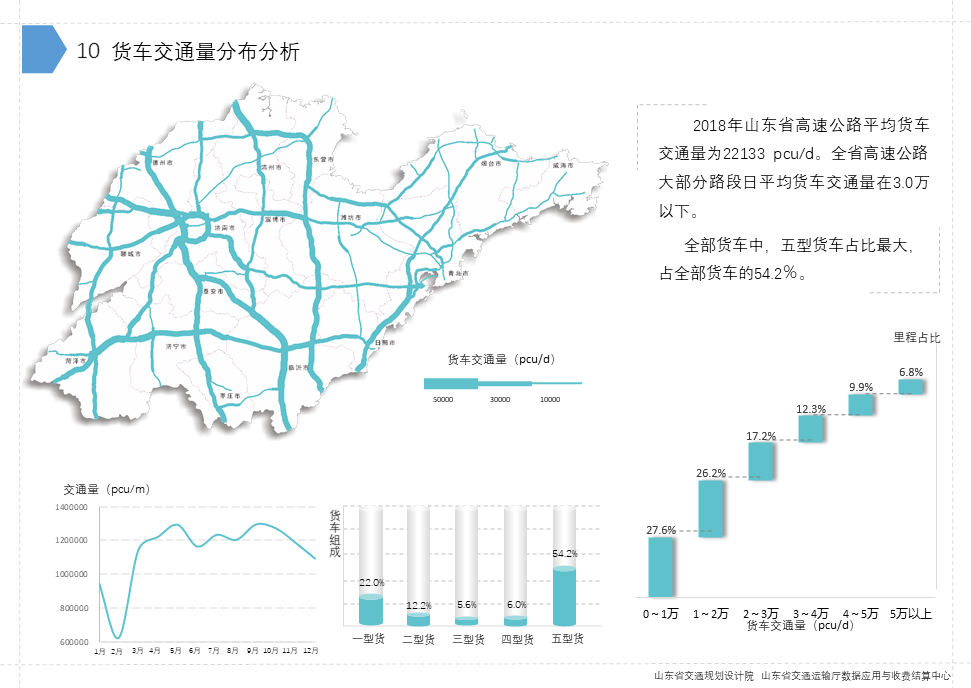 10 货车交通量分布分析
2018年山东省高速公路平均货车
交通量为22133 pcu/d。全省高速公路
大部分路段日平均货车交通量在3.0万
以下。
全部货车中，五型货车占比最大，
占全部货车的54.2%。
德州市
滨州市
东营市
烟台市
威海市
济南市
淄博市
潍坊市
聊城市
青岛市
泰安市
济宁市
日照市
菏泽市
临沂市
枣庄市
货车交通量（pcu/d）
50000 30000 10000
里程占比
6.8%
9.9%
12.3%
17.2%
26.2%
27.6%
0～1万 1～2万 2～3万 3～4万 4～5万 5万以上
货车交通量（pcu/d）
交通量（pcu/m）
1400000
1200000
1000000
800000
600000
1月 2月 3月 4月 5月 6月 7月 8月 9月 10月 11月 12月
货车组成
22.0% 12.2% 5.6% 6.0% 54.2%
一型货 二型货 三型货 四型货 五型货
山东省交通规划设计院 山东省交通运输厅数据应用与收费结算中心